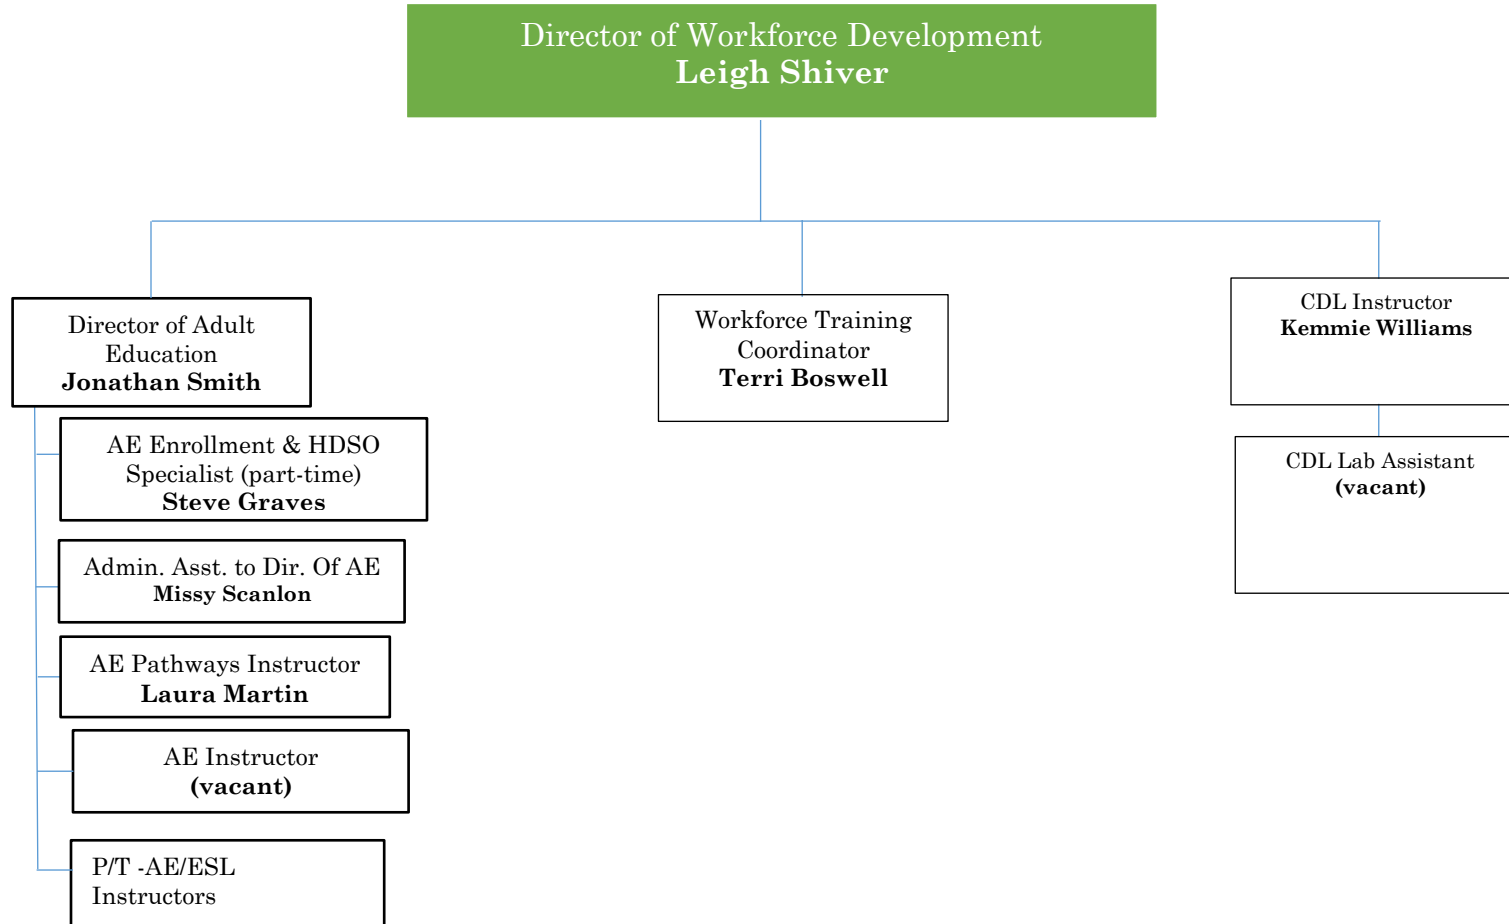 Director of Workforce Development
Leigh Shiver
Director of Adult
Education
Jonathan Smith
AE Enrollment & HDSO
Specialist (part-time)
Steve Graves
Admin. Asst. to Dir. Of AE
Missy Scanlon
AE Pathways Instructor
Laura Martin
AE Instructor
(vacant)
P/T -AE/ESL
Instructors
Workforce Training
Coordinator
Terri Boswell
CDL Instructor
Kemmie Williams
CDL Lab Assistant
(vacant)